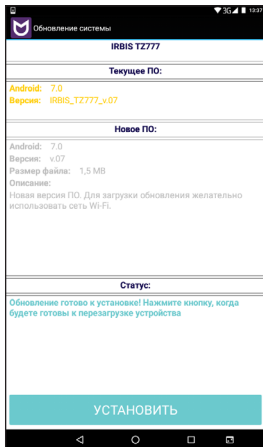 3G 13:37
Обновление системы
IRBIS TZ777
Текущее ПО:
Android: 7.0
Версия: IRBIS_TZ777_v.07
Новое ПО:
Android: 7.0
Версия: v.07
Размер файла: 1,5 MB
Описание:
Новая версия ПО. Для загрузки обновления желательно
использовать сеть Wi-Fi.
Статус:
Обновление готово к установке! Нажмите кнопку, когда
будете готовы к перезагрузке устройства
УСТАНОВИТЬ